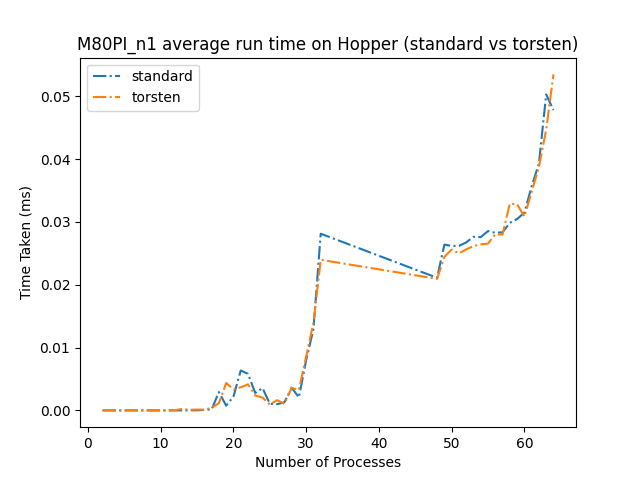 M80PI_n1 average run time on Hopper (standard vs torsten)
standard
torsten
0.05
0.04
0.03
0.02
0.01
0.00
Time Taken (ms)
0 10 20 30 40 50 60
Number of Processes